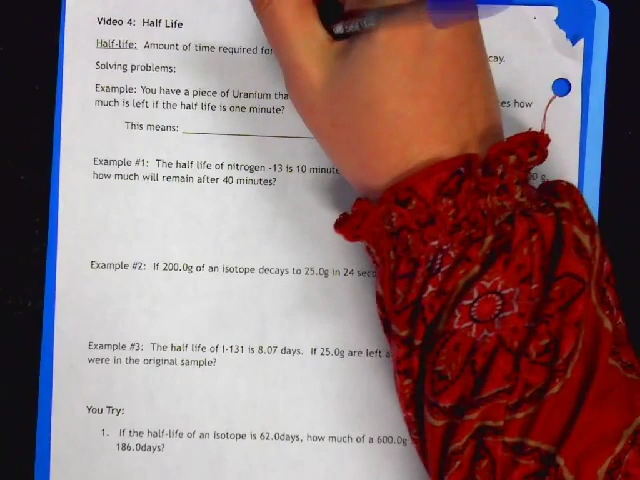 Video 4: Half Life
Half-life: Amount of time required for cay.
Solving problems:
Example: You have a piece of Uranium tha es how
much is left if the half life is one minute?
This means:
Example #1: The half life of nitrogen -13 is 10 minute 0 g,
how much will remain after 40 minutes?
Example #2: If 200.0g of an isotope decays to 25.0g in 24 seco
Example #3: The half life of I-131 is 8.07 days. If 25.0g are left a
were in the original sample?
You Try:
1. If the half-life of an isotope is 62.0days, how much of a 600.0g
186.0days?